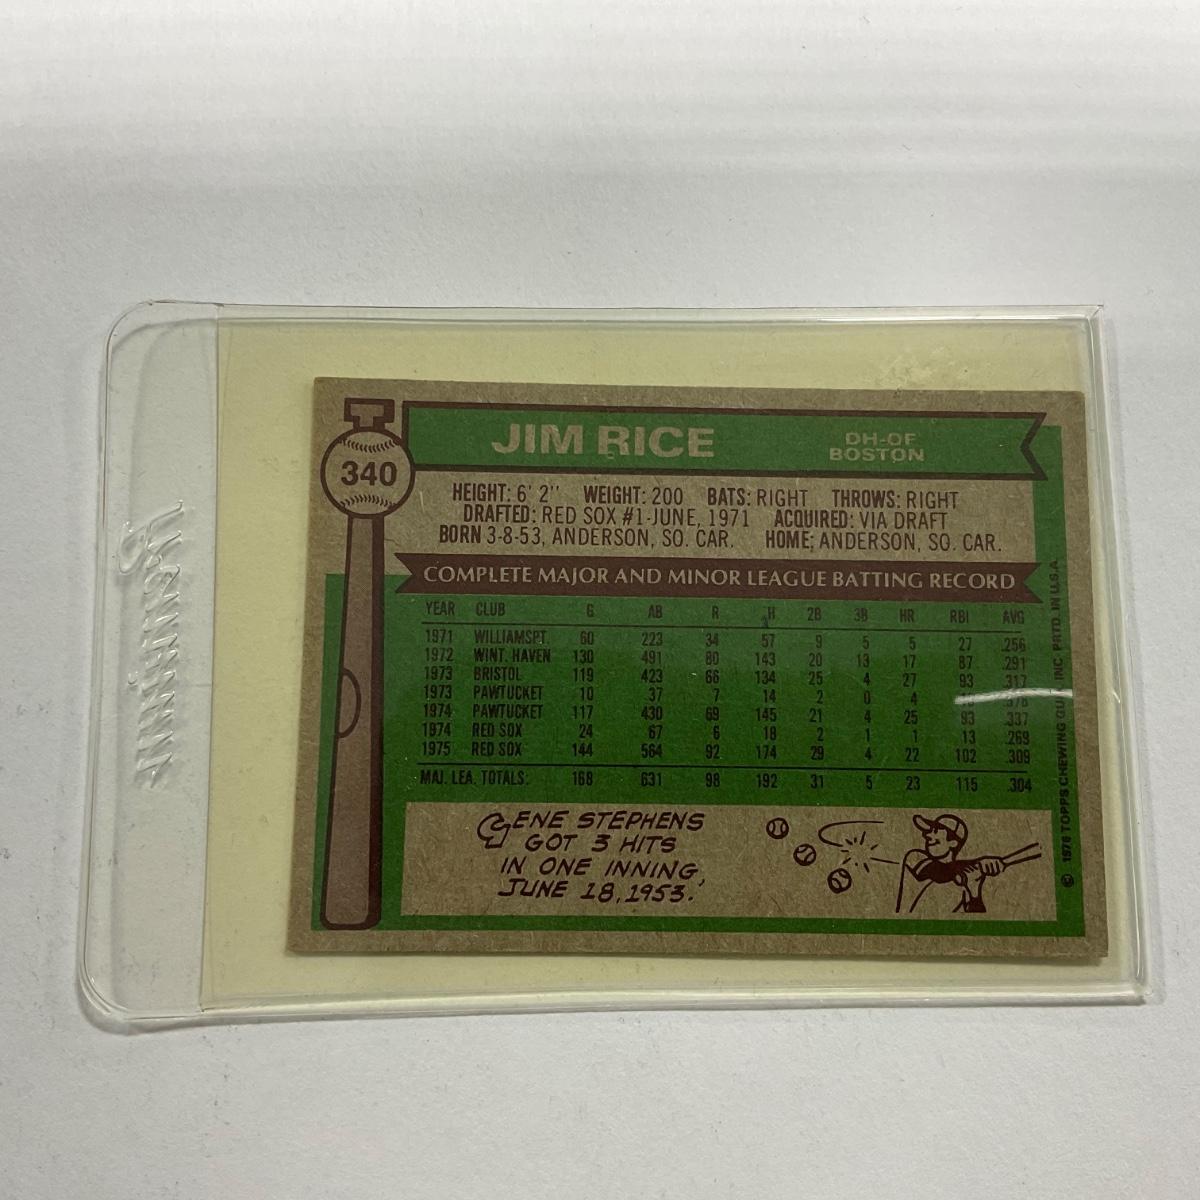 JIM RICE DH-OF
BOSTON
340
HEIGHT: 6' 2'' WEIGHT: 200 BATS: RIGHT THROWS: RIGHT
DRAFTED: RED SOX #1-JUNE, 1971 ACQUIRED: VIA DRAFT
BORN 3-8-53, ANDERSON, SO. CAR. HOME; ANDERSON, SO. CAR.
COMPLETE MAJOR AND MINOR LEAGUE BATTING RECORD
YEAR CLUB G AB R H 2B 3B HR RBI AVG
1971 WILLIAMSPT. 60 223 34 57 9 5 5 27 .256
1972 WINT. HAVEN 130 491 80 143 20 13 17 87 .291
1973 BRISTOL 119 423 66 134 25 4 27 93 .317
1973 PAWTUCKET 10 37 7 14 2 0 4 .378
1974 PAWTUCKET 117 430 69 145 21 4 25 93 .337
1974 RED SOX 24 67 6 18 2 1 1 13 .269
1975 RED SOX 144 564 92 174 29 4 22 102 .309
MAJ. LEA. TOTALS: 168 631 98 192 31 5 23 115 .304
GENE STEPHENS
GOT 3 HITS
IN ONE INNING,
JUNE 18, 1953.
© 1976 TOPPS CHEWING GUM, INC. PRTD. IN U.S.A.